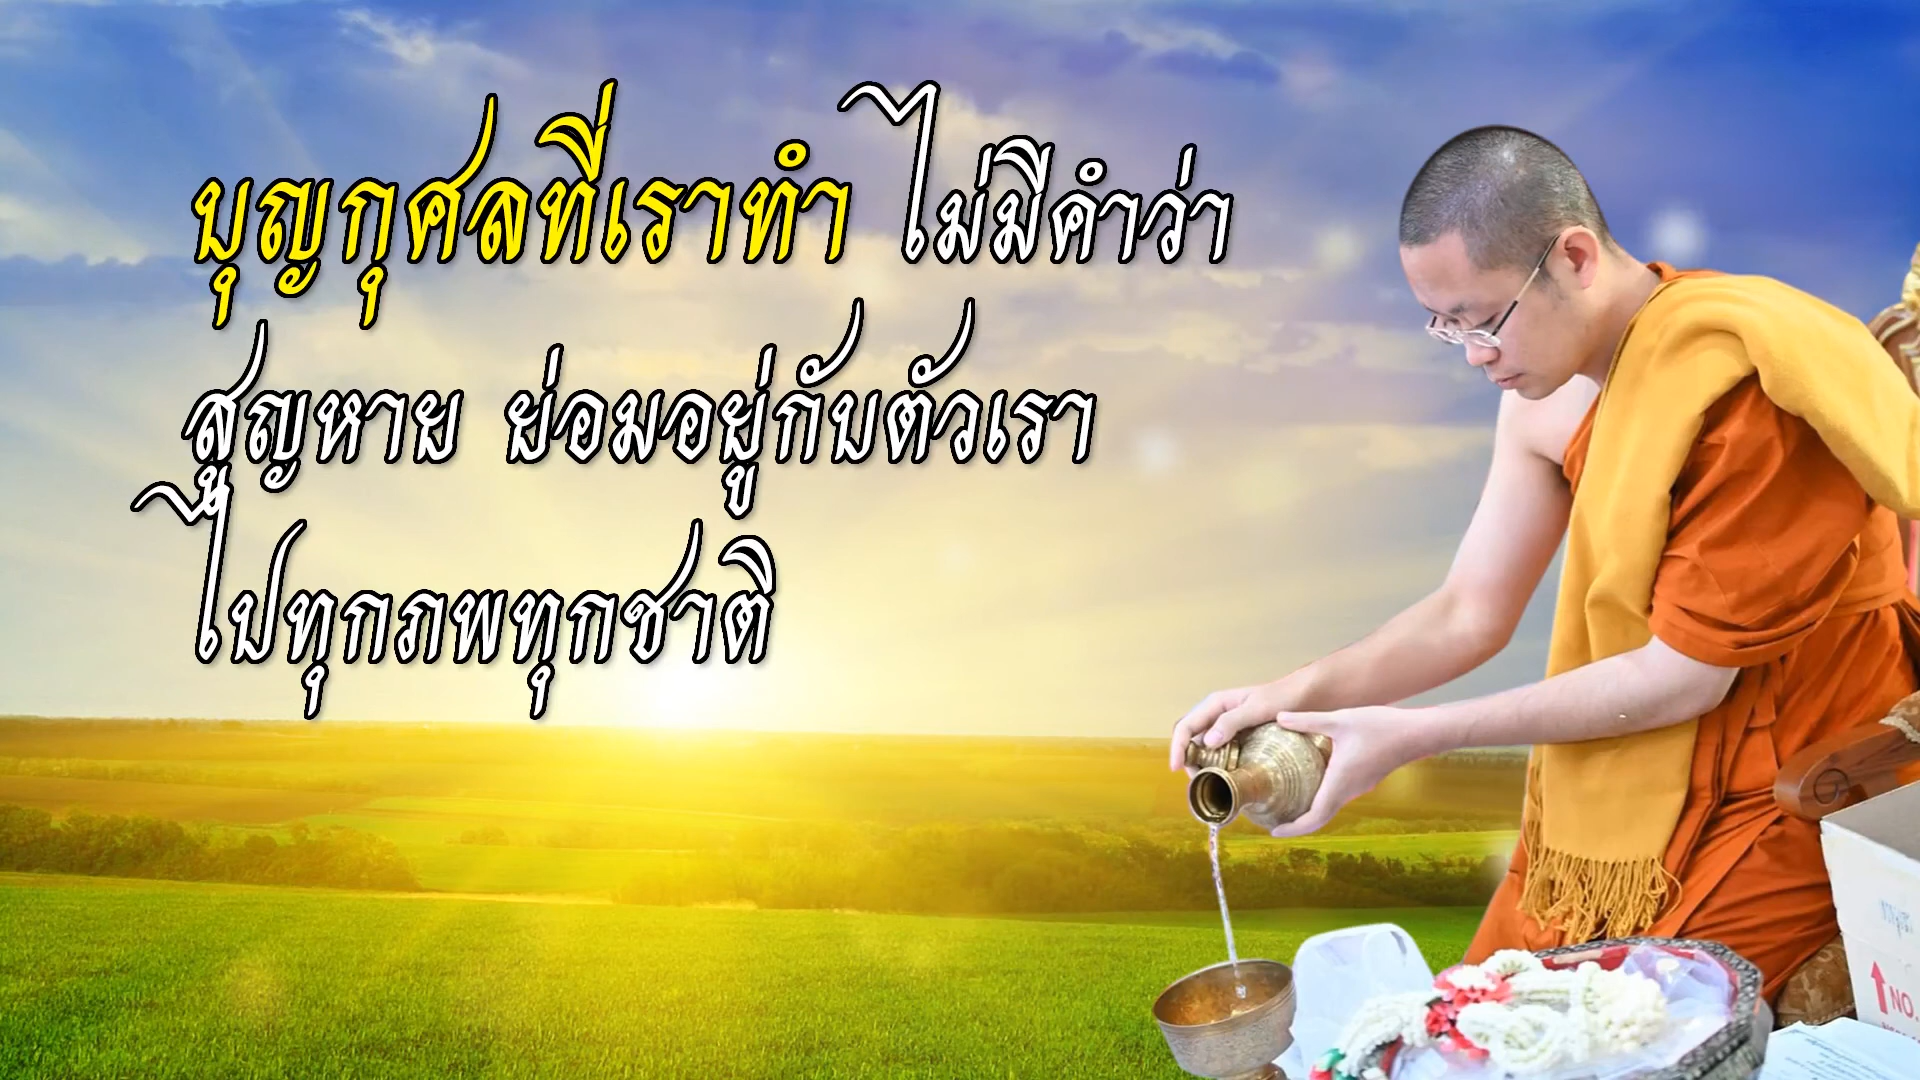 บุญกุศลที่เราทำ ไม่มีคำว่า
สูญหาย ย่อมอยู่กับตัวเรา
ไปทุกภพทุกชาติ
NO.